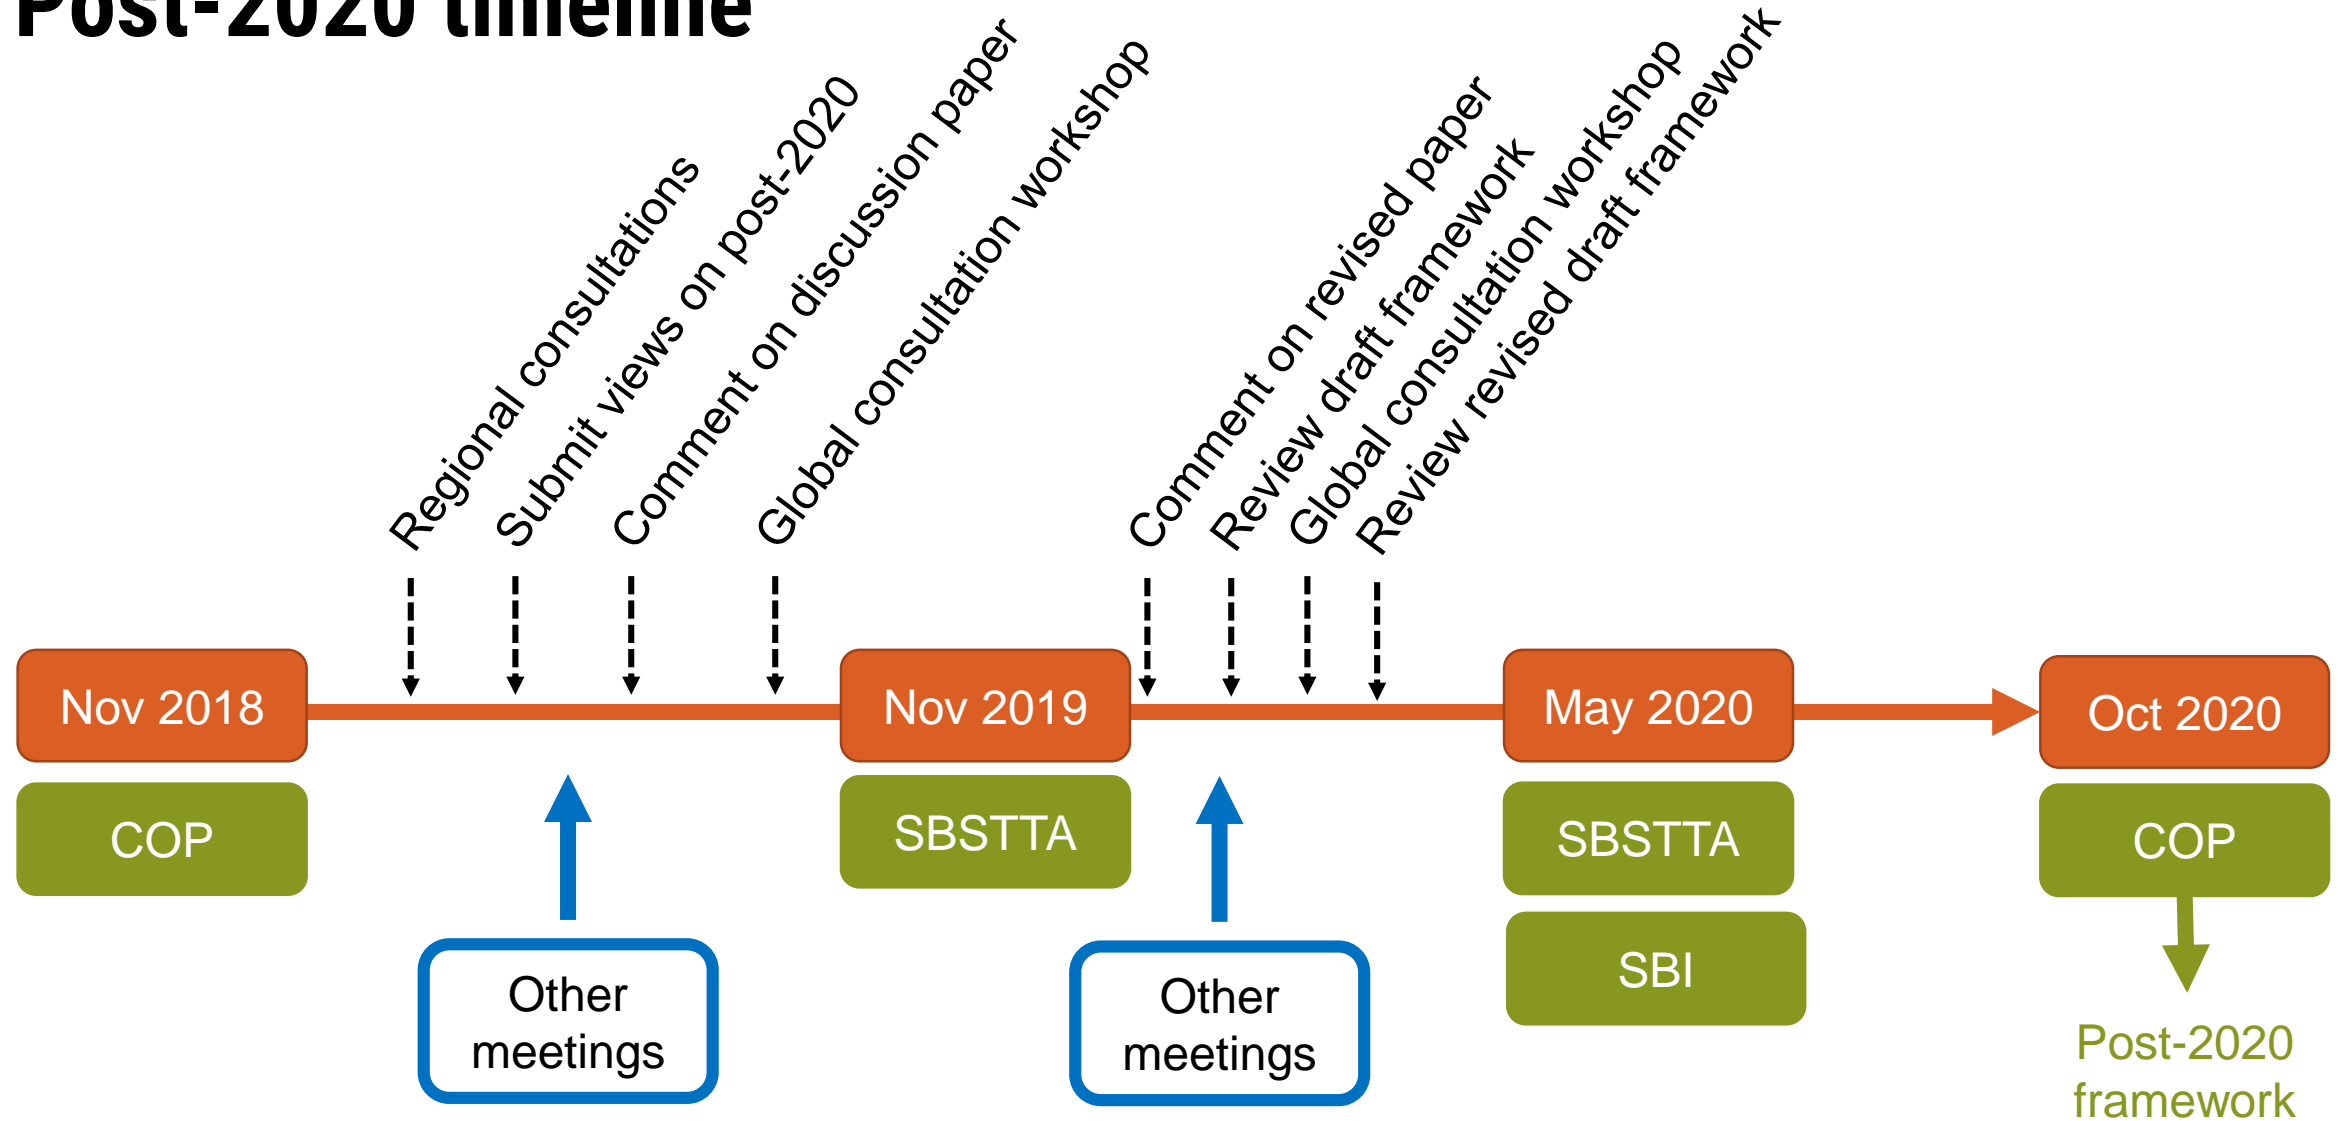 Post-2020 timeline
Regional consultations
Submit views on post-2020
Comment on discussion paper
Global consultation workshop
Comment on revised paper
Review draft framework
Global consultation workshop
Review revised draft framework
Nov 2018
Nov 2019
May 2020
Oct 2020
COP
SBSTTA
SBSTTA
COP
SBI
Other
meetings
Other
meetings
Post-2020
framework